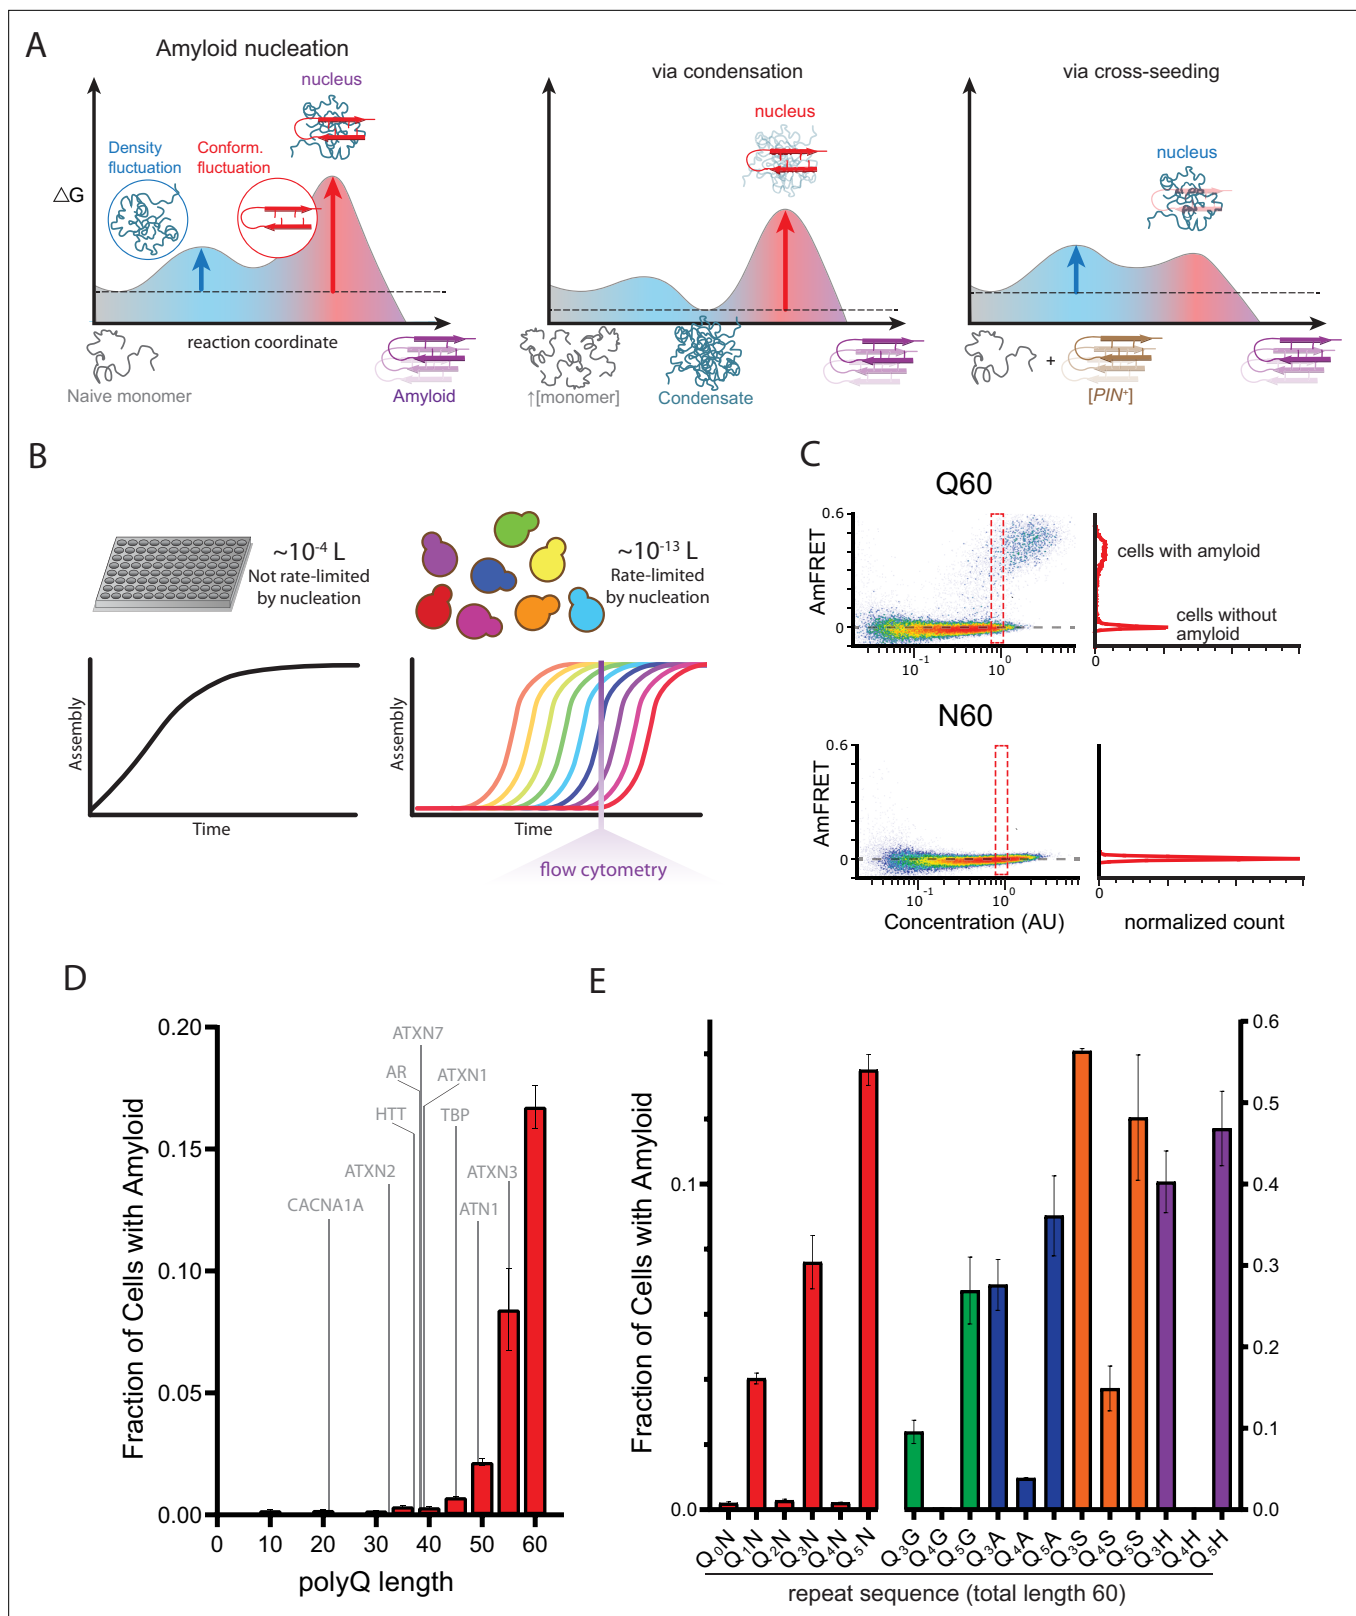 A
Amyloid nucleation
nucleus
Density
fluctuation
Conform.
fluctuation
△G
reaction coordinate
Naive monomer
Amyloid
via condensation
nucleus
↑[monomer]
Condensate
via cross-seeding
nucleus
+
[PIN⁺]
B
~10⁻⁴ L
Not rate-limited
by nucleation
~10⁻¹³ L
Rate-limited
by nucleation
Assembly
Time
Assembly
Time
flow cytometry
C
Q60
0.6
AmFRET
0
10⁻¹
10⁰
cells with amyloid
cells without
amyloid
0
N60
0.6
AmFRET
0
10⁻¹
10⁰
Concentration (AU)
0
normalized count
D
Fraction of Cells with Amyloid
0.20
0.15
0.10
0.05
0.00
ATXN7
AR
ATXN1
HTT
TBP
ATXN2
ATXN3
CACNA1A
ATN1
0 10 20 30 40 50 60
polyQ length
E
Fraction of Cells with Amyloid
0.1
0.0
0.6
0.5
0.4
0.3
0.2
0.1
0.0
Q₀N Q₁N Q₂N Q₃N Q₄N Q₅N Q₃G Q₄G Q₅G Q₃A Q₄A Q₅A Q₃S Q₄S Q₅S Q₃H Q₄H Q₅H
repeat sequence (total length 60)